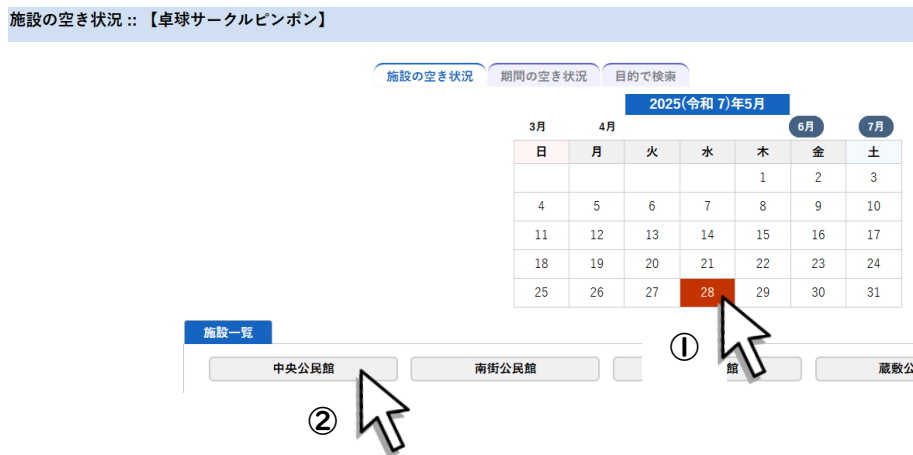 施設の空き状況 :: 【卓球サークルピンポン】
施設の空き状況 期間の空き状況 目的で検索
2025(令和 7)年5月
3月 4月 6月 7月
日 月 火 水 木 金 土
1 2 3
4 5 6 7 8 9 10
11 12 13 14 15 16 17
18 19 20 21 22 23 24
25 26 27 28 29 30 31
施設一覧
①
中央公民館 南街公民館 館 蔵敷公
②